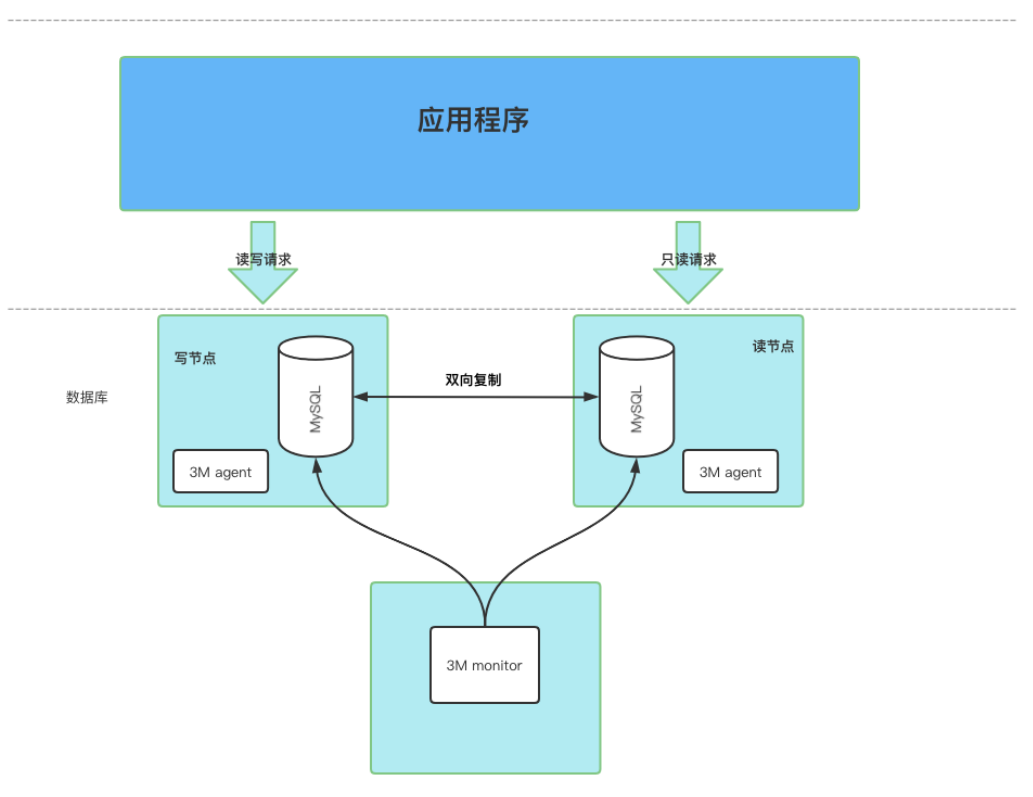 应用程序
读写请求
只读请求
写节点
读节点
双向复制
数据库
MySQL
MySQL
3M agent
3M agent
3M monitor